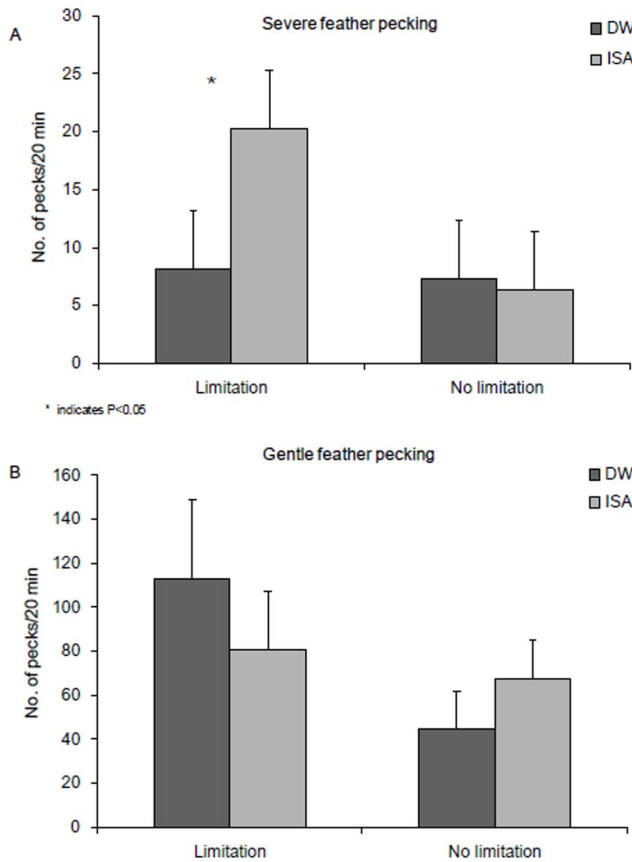 A
Severe feather pecking
DW
ISA
No. of pecks/20 min
30
25
20
15
10
5
0
*
Limitation No limitation
* indicates P<0.05
B
Gentle feather pecking
DW
ISA
No. of pecks/20 min
160
140
120
100
80
60
40
20
0
Limitation No limitation